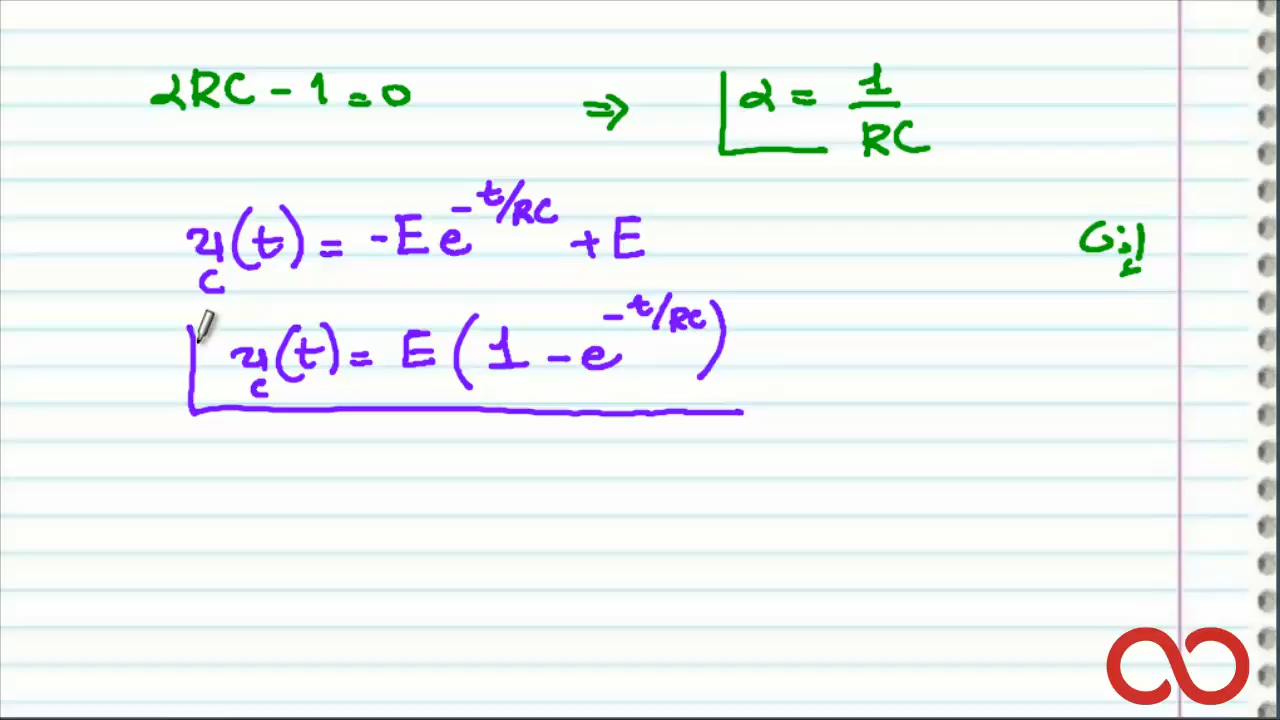 αRC - 1 = 0 ⇒ α = 1/RC
u_C(t) = -E e^{-t/RC} + E
u_C(t) = E(1 - e^{-t/RC})